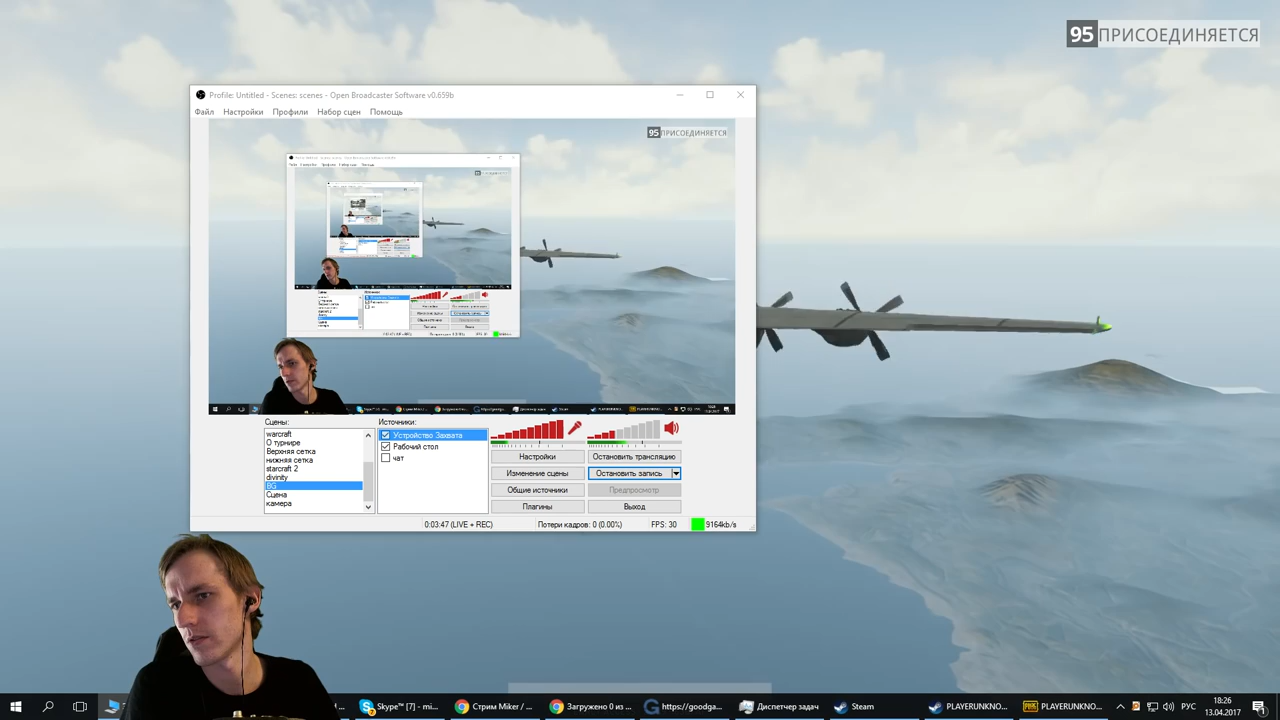 95 ПРИСОЕДИНЯЕТСЯ
Profile: Untitled - Scenes: scenes - Open Broadcaster Software v0.659b
Файл Настройки Профили Набор сцен Помощь
95 ПРИСОЕДИНЯЕТСЯ
Сцены:
warcraft
О турнире
Верхняя сетка
нижняя сетка
starcraft 2
divinity
BG
Сцена
камера
Источники:
Устройство Захвата
Рабочий стол
чат
Настройки
Остановить трансляцию
Изменение сцены
Остановить запись
Общие источники
Предпросмотр
Плагины
Выход
0:03:47 (LIVE + REC)
Потери кадров: 0 (0.00%)
FPS: 30
9164kb/s
Skype™ [7] - mi...
Стрим Miker / ...
Загружено 0 из ...
https://goodga...
Диспетчер задач
Steam
PLAYERUNKNO...
PLAYERUNKNO...
РУС
18:26
13.04.2017